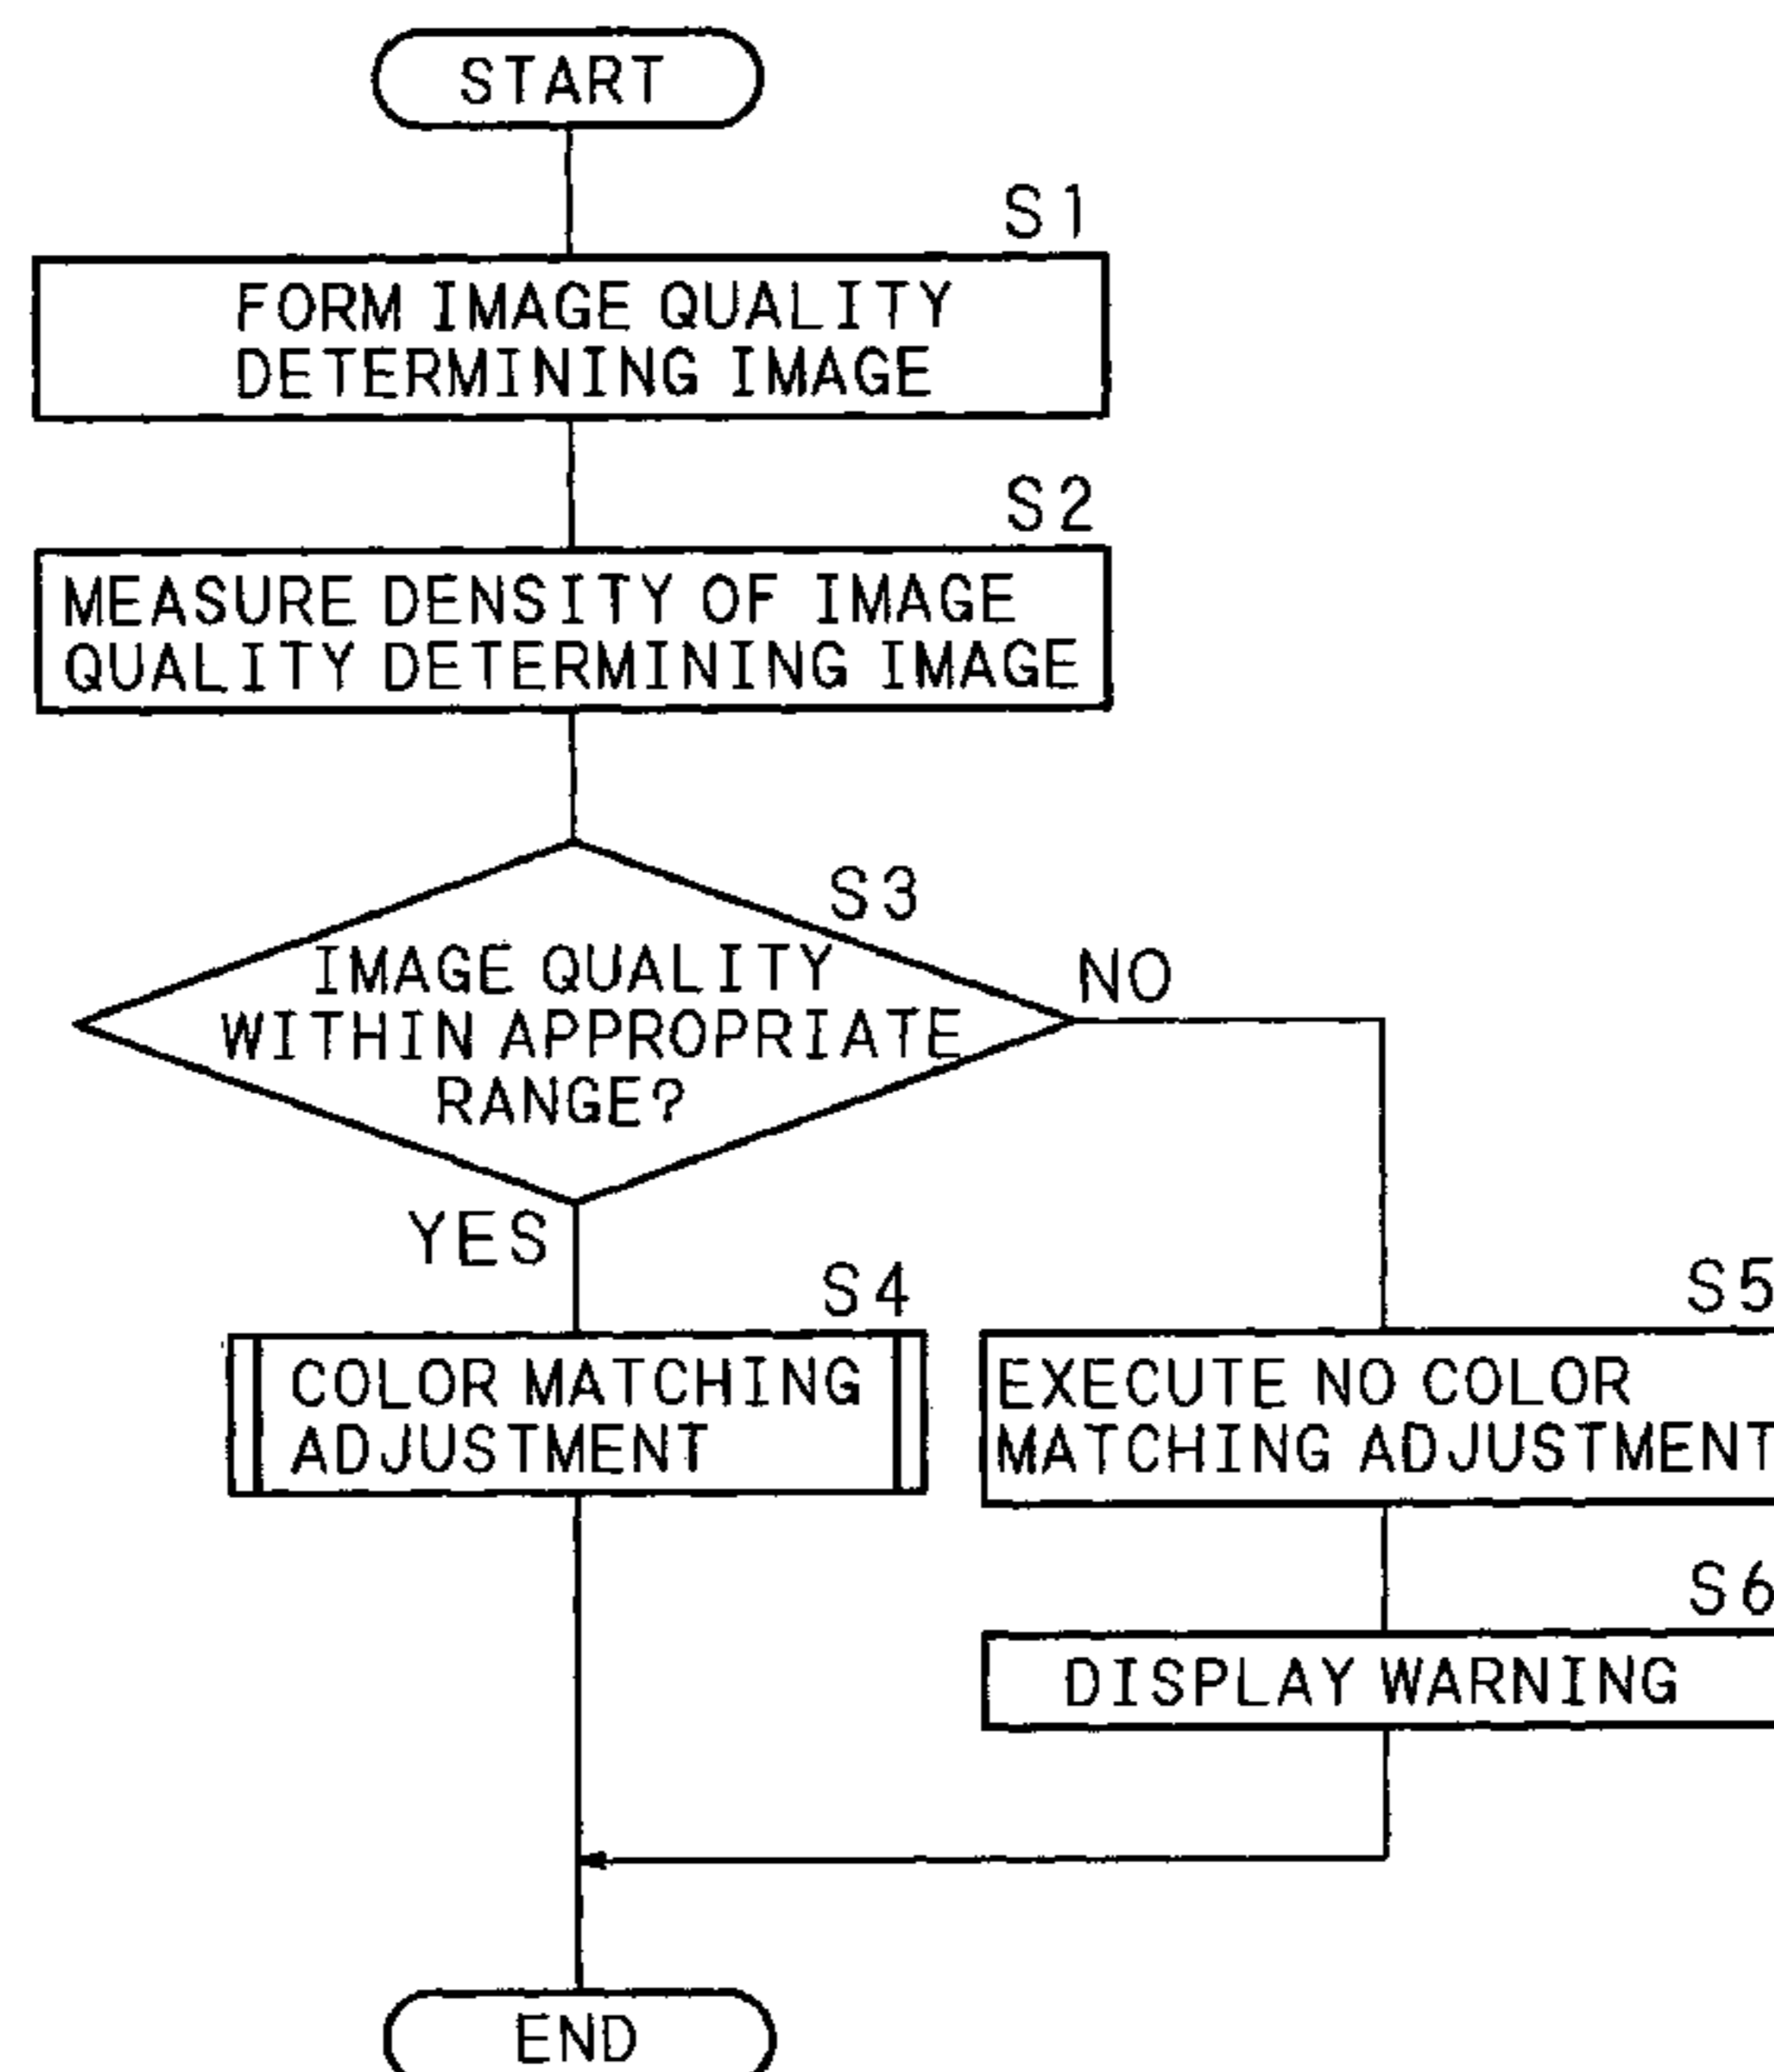 START
S1
FORM IMAGE QUALITY
DETERMINING IMAGE
S2
MEASURE DENSITY OF IMAGE
QUALITY DETERMINING IMAGE
S3
IMAGE QUALITY
WITHIN APPROPRIATE
RANGE?
NO
YES
S4
COLOR MATCHING
ADJUSTMENT
S5
EXECUTE NO COLOR
MATCHING ADJUSTMENT
S6
DISPLAY WARNING
END